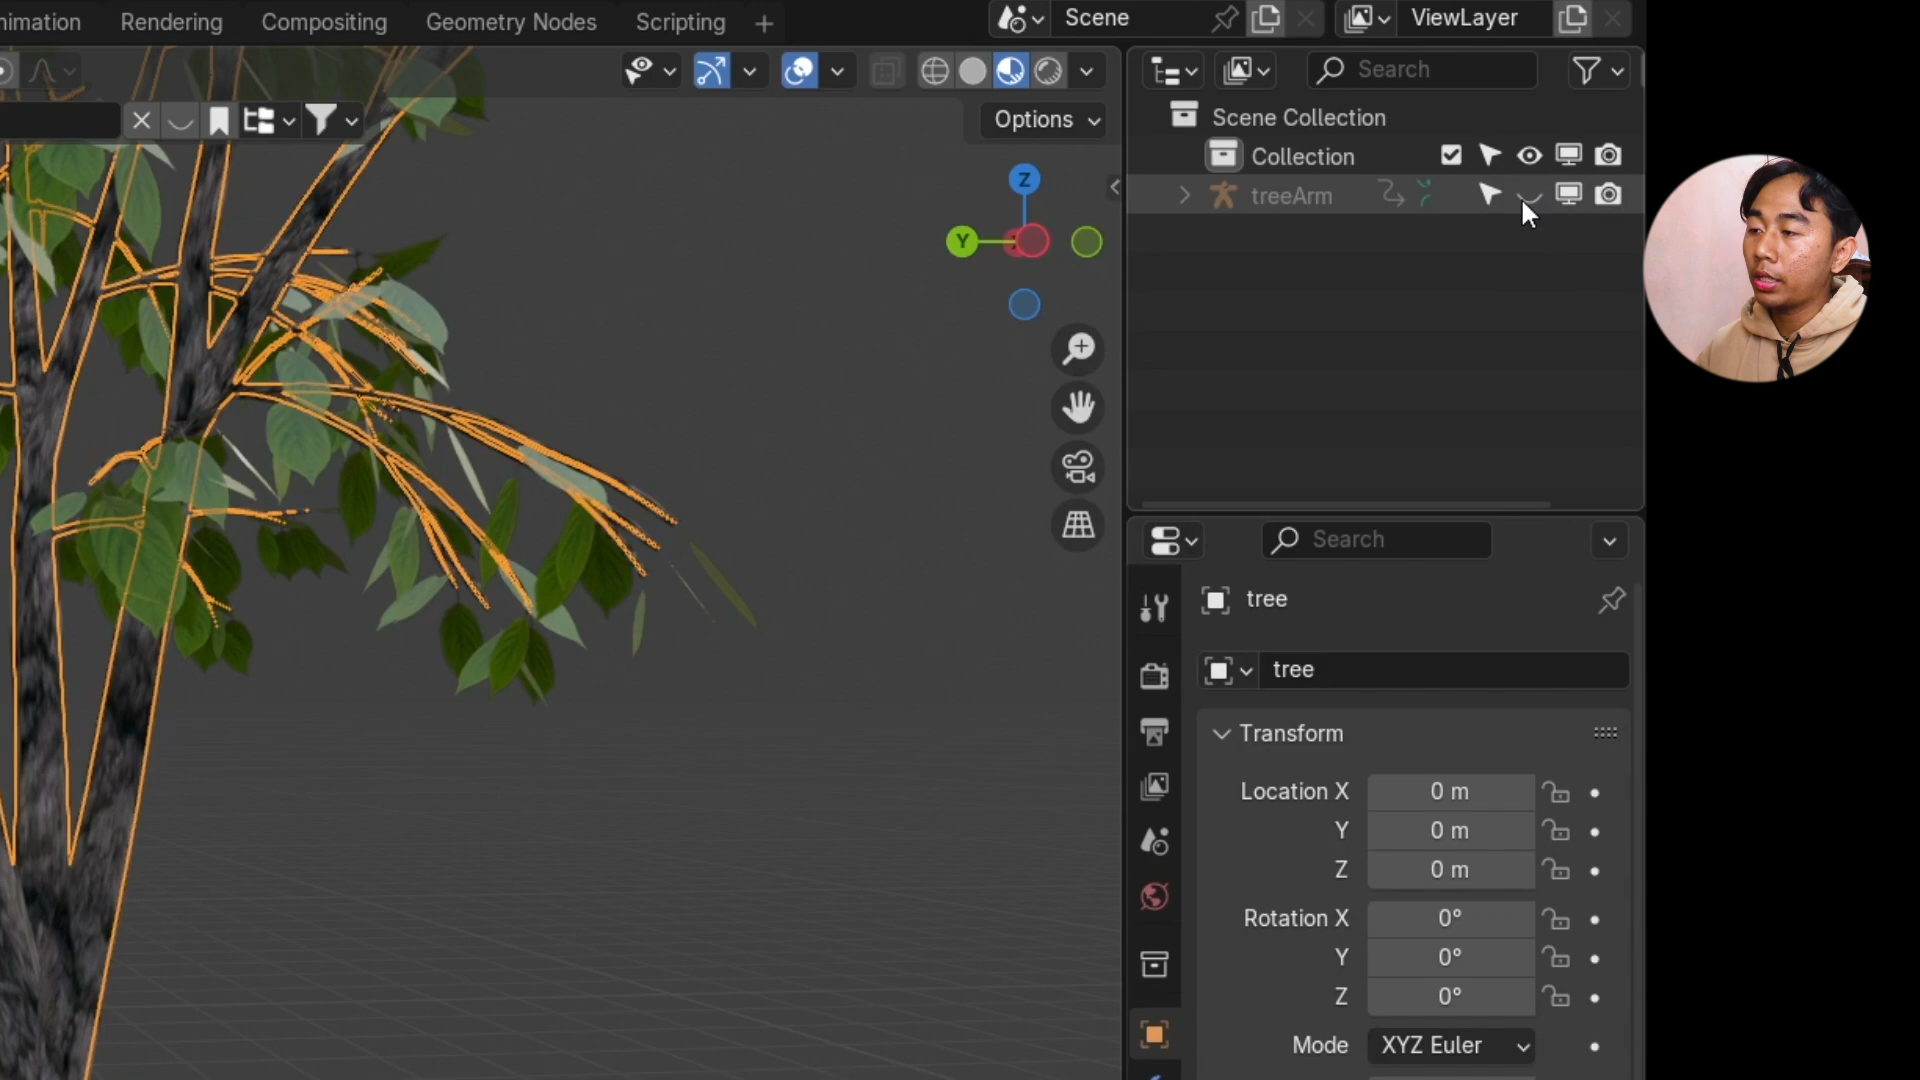 nimation Rendering Compositing Geometry Nodes Scripting
Scene
ViewLayer
Search
Options
Scene Collection
Collection
treeArm
Z
Y
Search
tree
tree
Transform
Location X 0 m
Y 0 m
Z 0 m
Rotation X 0°
Y 0°
Z 0°
Mode XYZ Euler